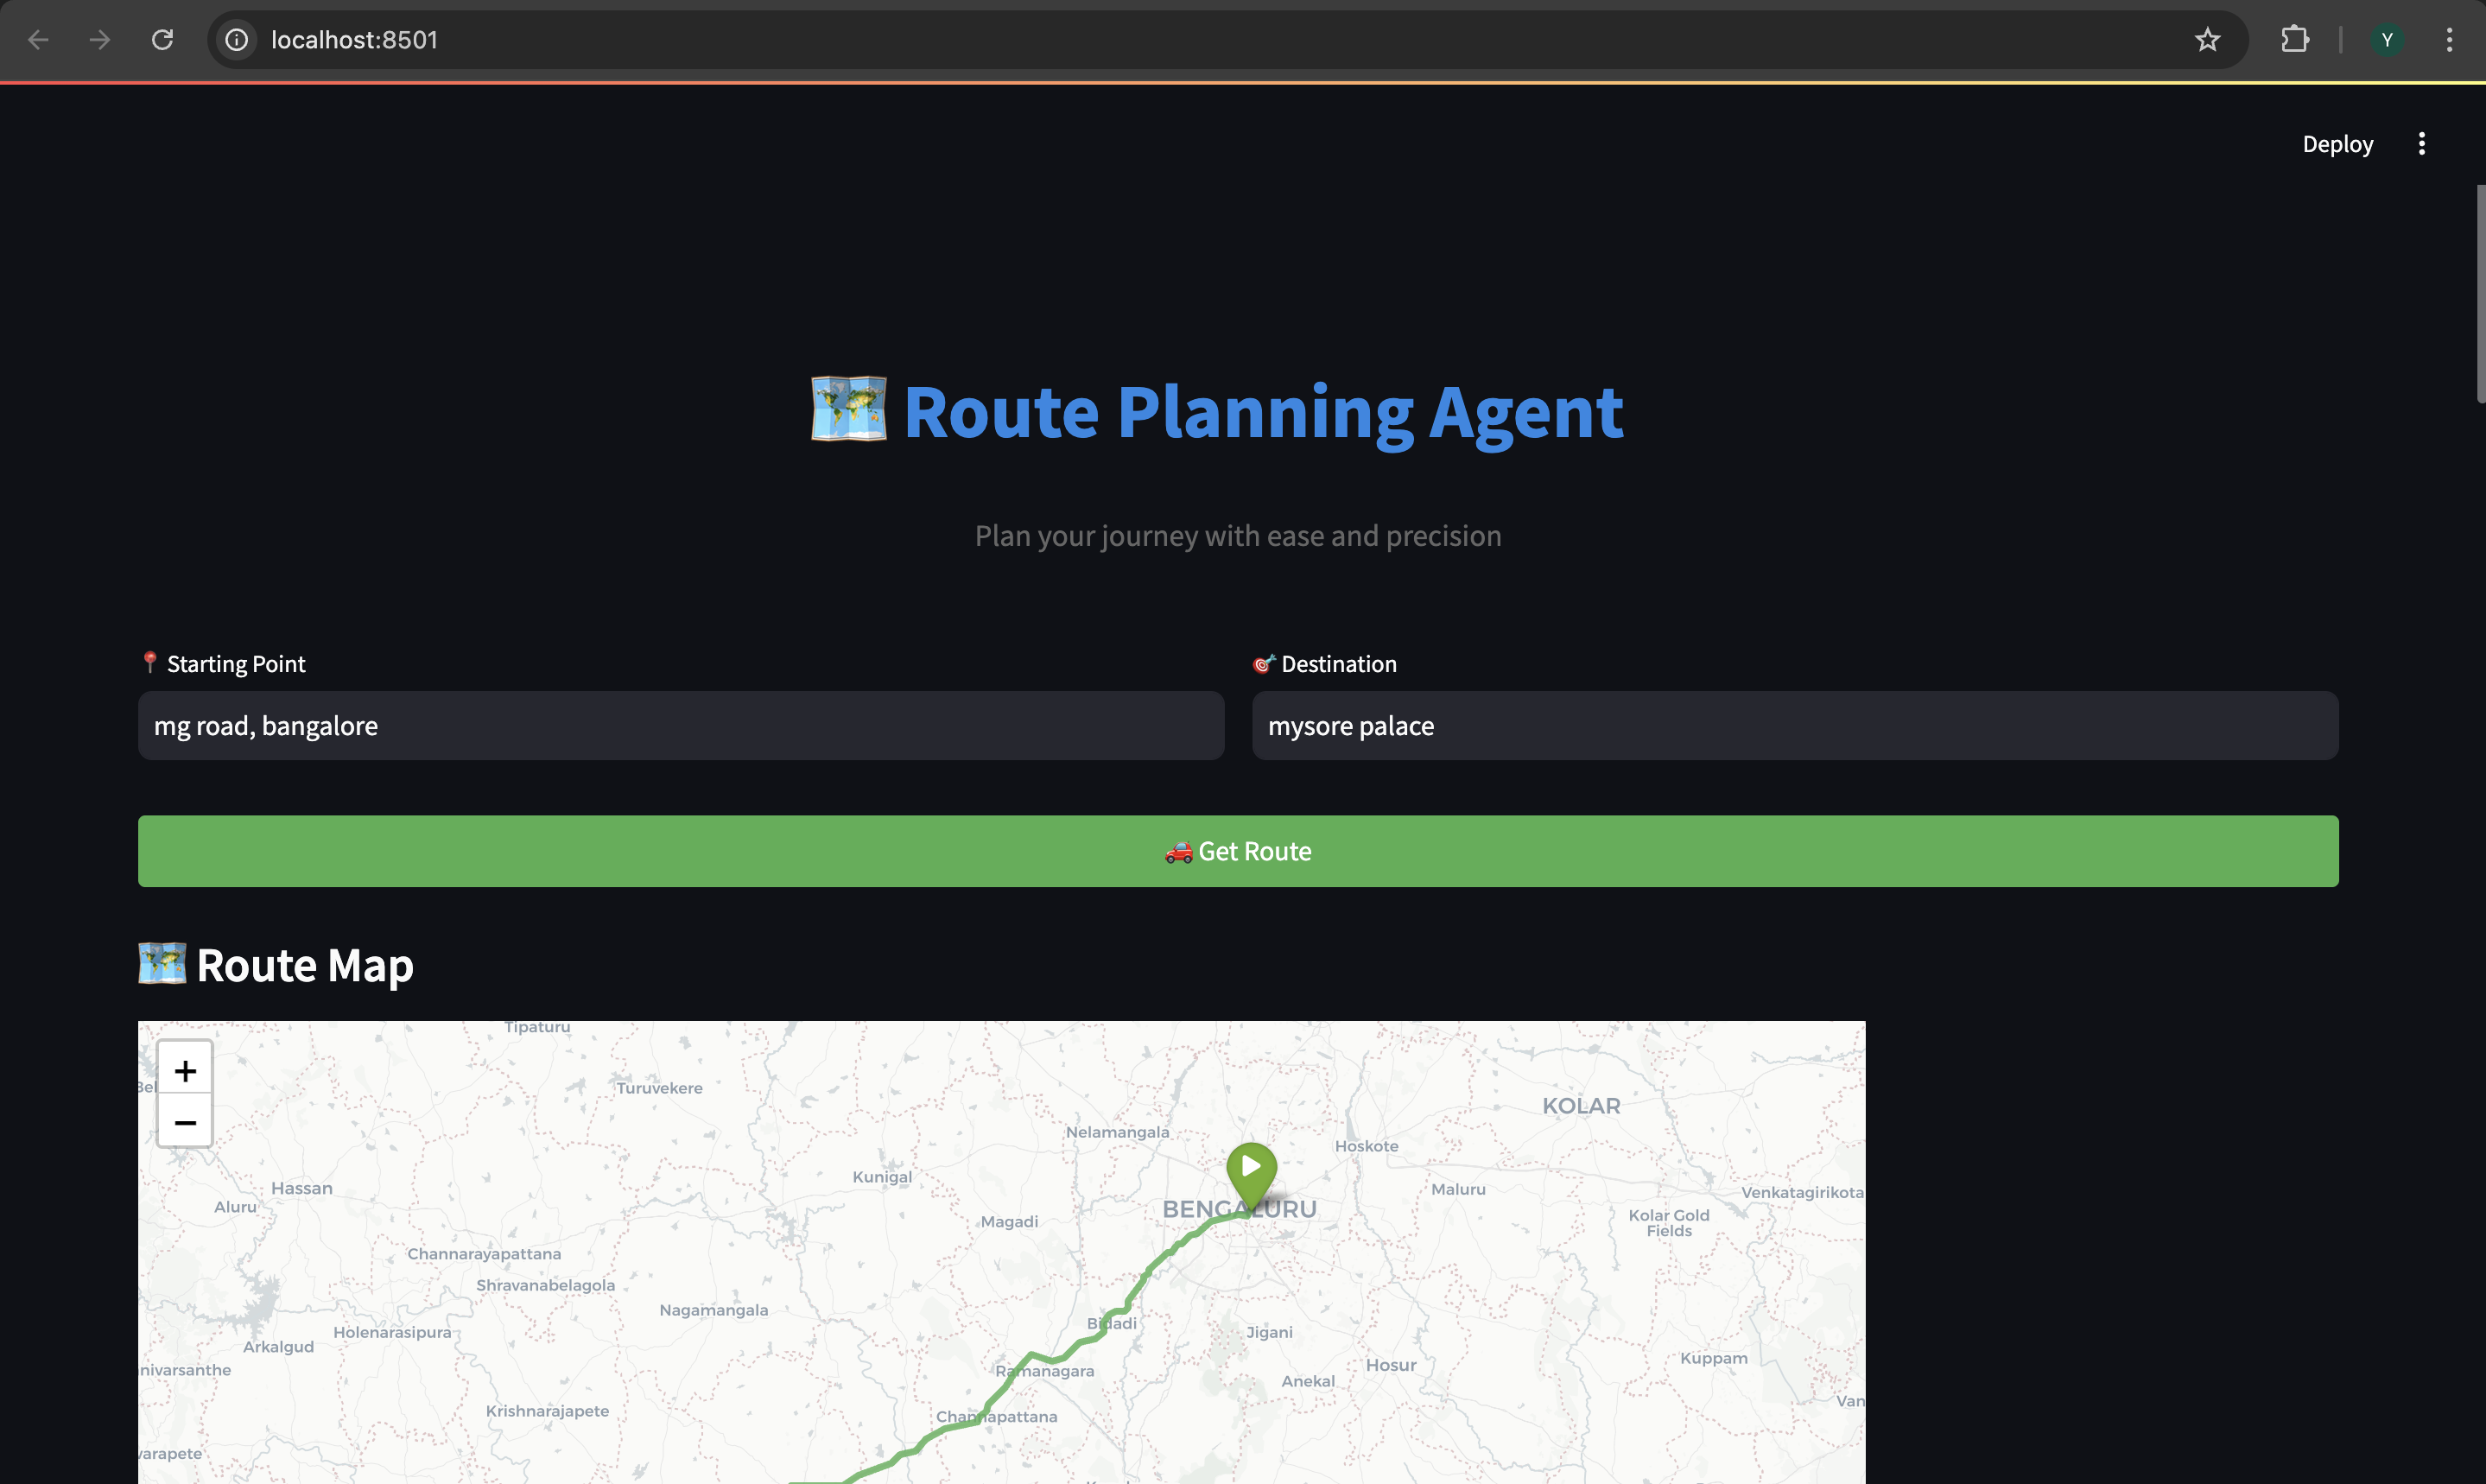 localhost:8501
Y
Deploy
Route Planning Agent
Plan your journey with ease and precision
Starting Point
Destination
mg road, bangalore
mysore palace
Get Route
Route Map
+
−
Tipaturu
Bel
Turuvekere
KOLAR
Nelamangala
Hoskote
Kunigal
Hassan
Maluru
Venkatagirikota
Aluru
BENGALURU
Kolar Gold
Fields
Magadi
Channarayapattana
Shravanabelagola
Nagamangala
Bidadi
Holenarasipura
Jigani
Arkalgud
Kuppam
nivarsanthe
Ramanagara
Hosur
Anekal
Van
Krishnarajapete
Channapattana
varapete